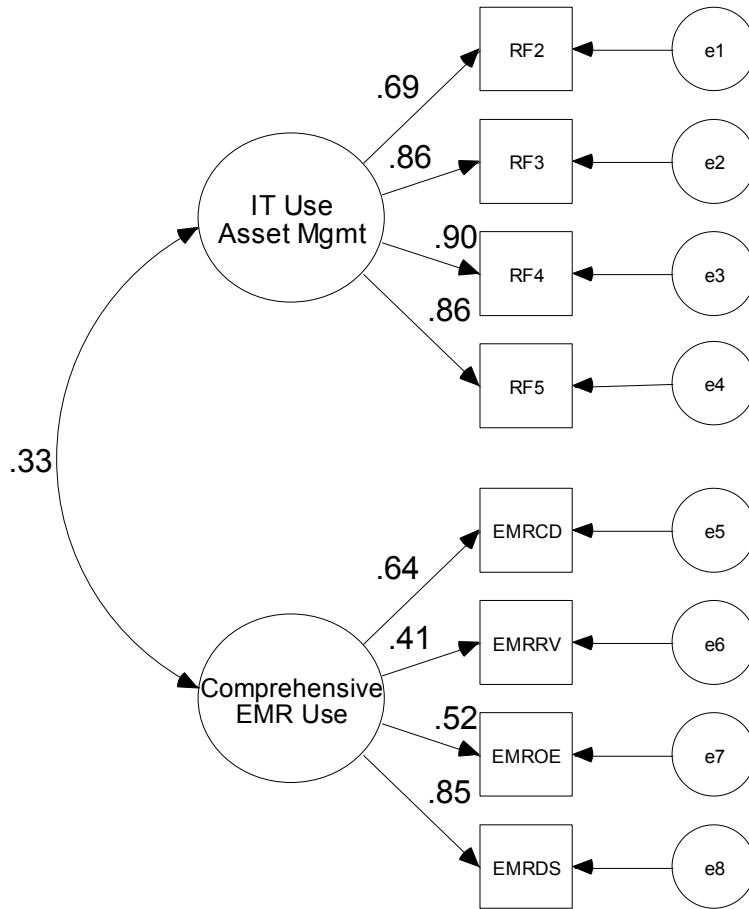 RF2
e1
.69
RF3
e2
.86
IT Use
Asset Mgmt
RF4
e3
.90
.86
RF5
e4
.33
EMRCD
e5
.64
EMRRV
e6
.41
Comprehensive
EMR Use
EMROE
e7
.52
.85
EMRDS
e8